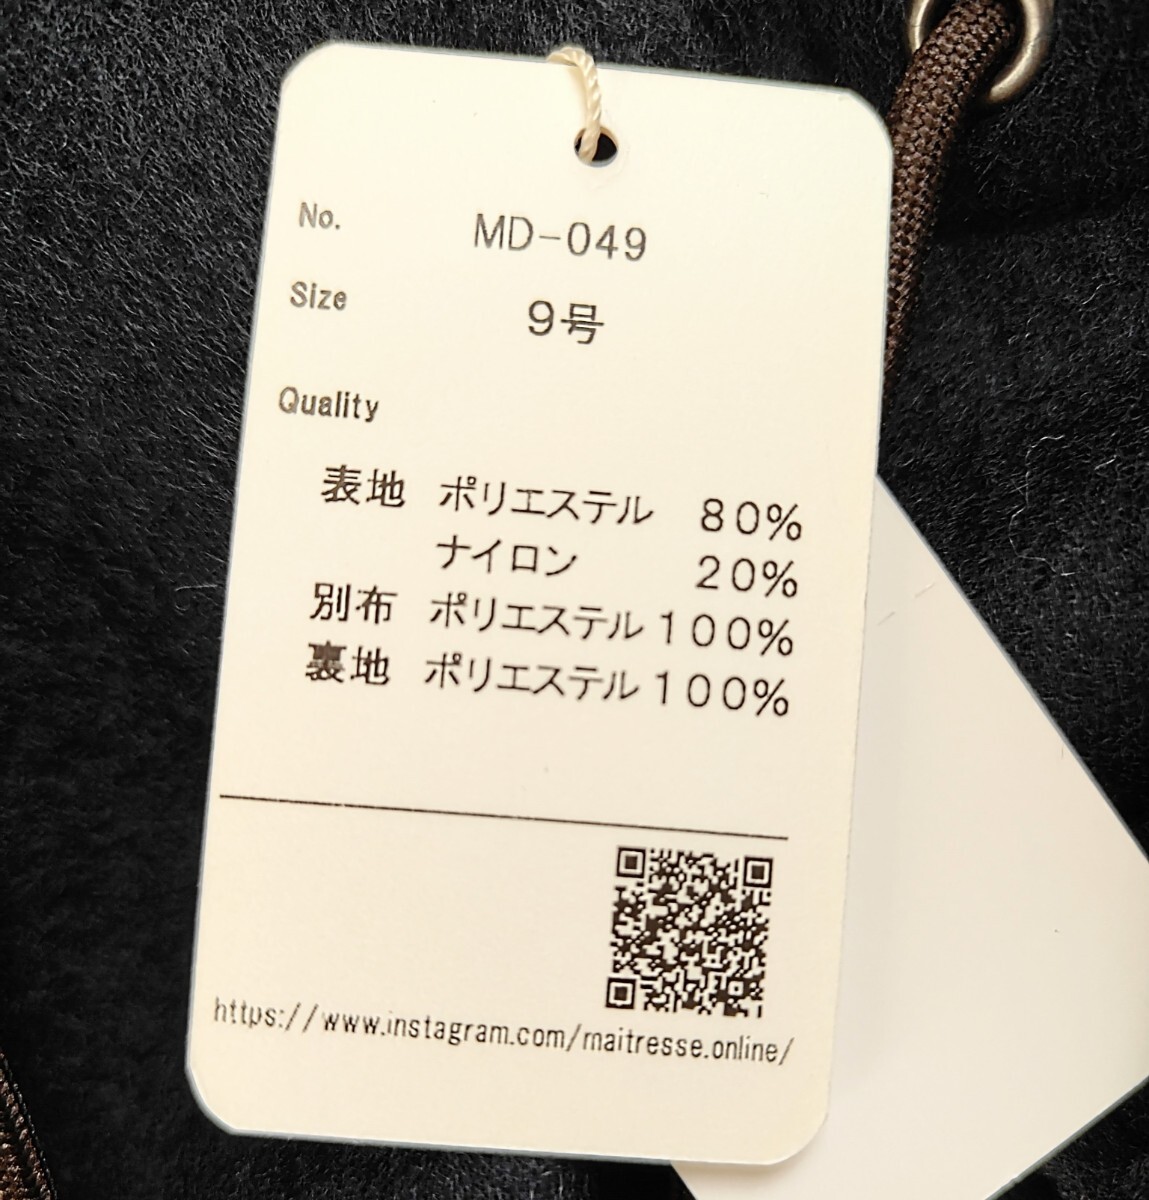 No. MD-049
Size 9号
Quality
表地 ポリエステル 80%
ナイロン 20%
別布 ポリエステル 100%
裏地 ポリエステル 100%
https://www.instagram.com/maitresse.online/